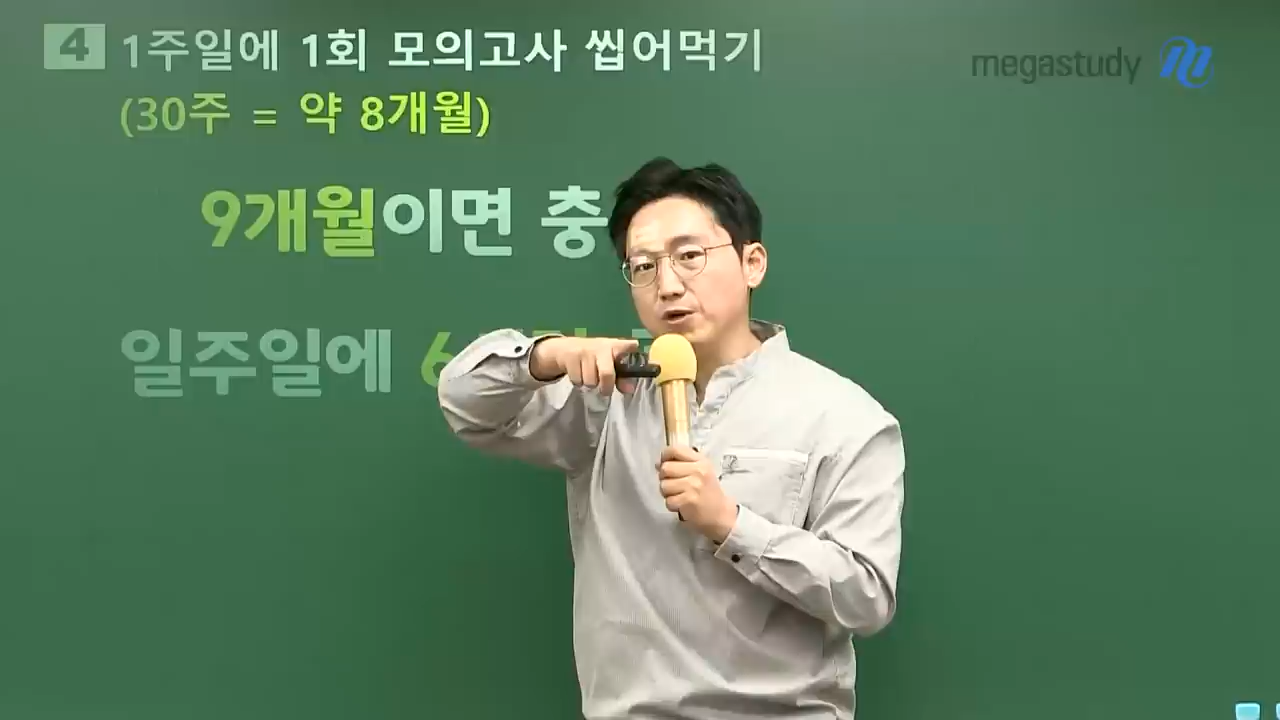 4 1주일에 1회 모의고사 씹어먹기
megastudy
(30주 = 약 8개월)
9개월이면 충
일주일에